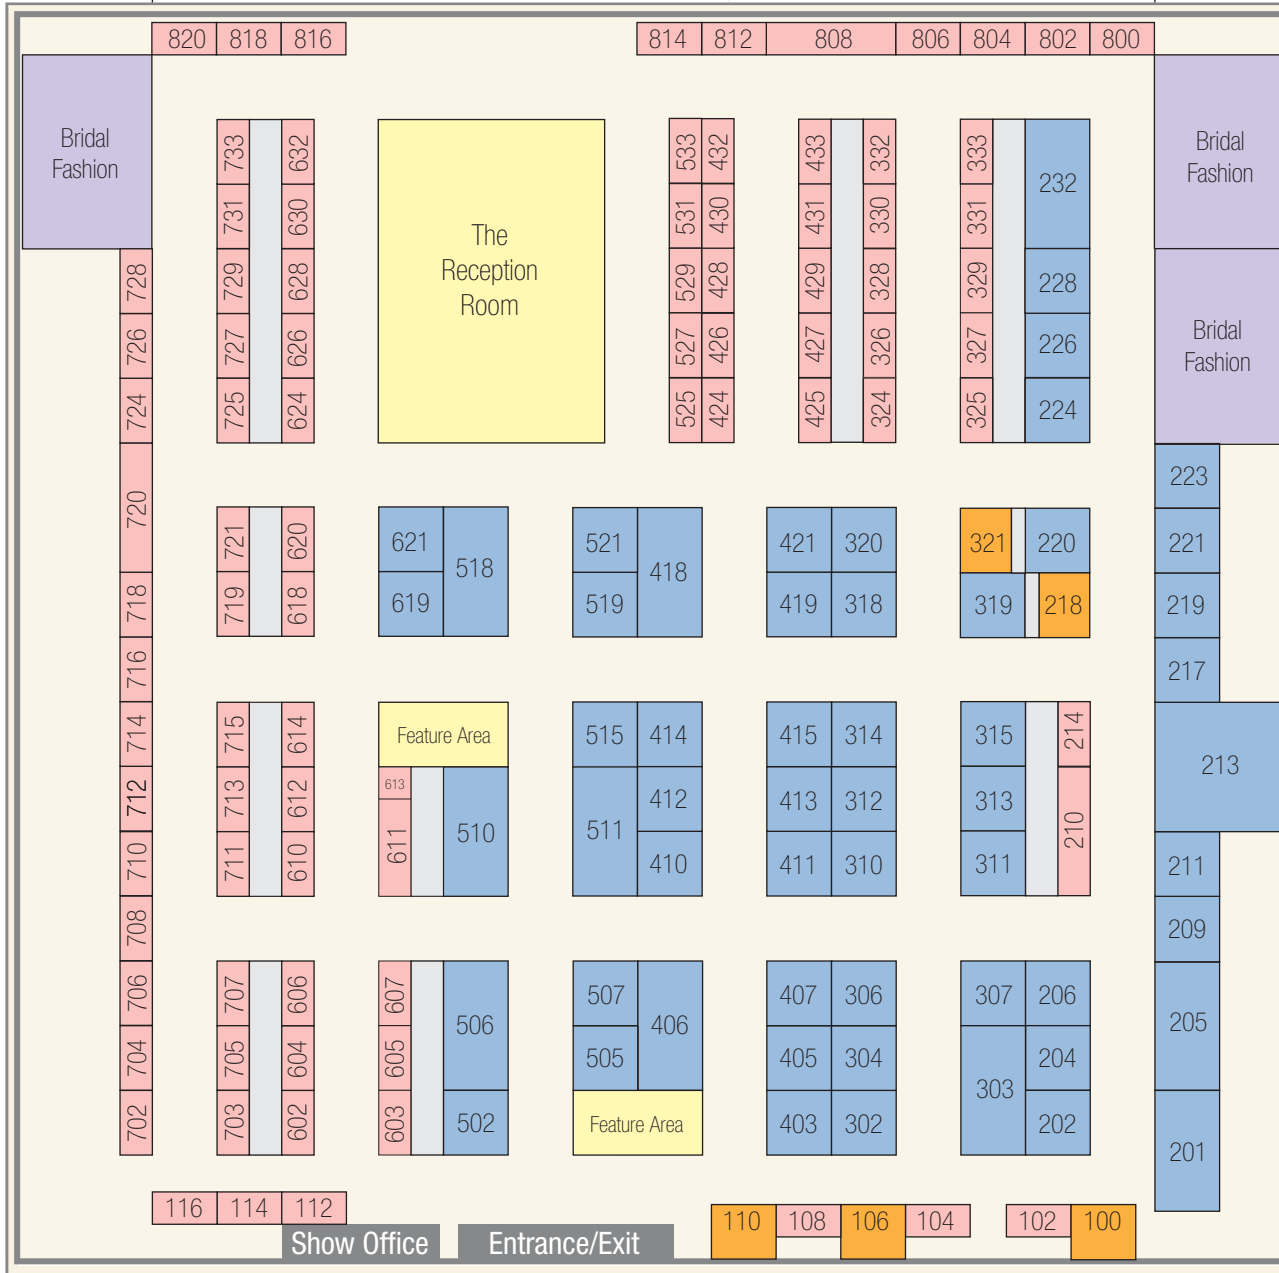 820 818 816 814 812 808 806 804 802 800
Bridal
Fashion
Bridal
Fashion
733 632 533 432 433 332 333 232
731 630 531 430 431 330 331
The
Reception
Room
728 729 628 529 428 429 328 329 228
Bridal
Fashion
726 727 626 527 426 427 326 327 226
724 725 624 525 424 425 324 325 224
720 223
721 620 621 518 521 418 421 320 321 220 221
718 719 618 619 519 419 318 319 218 219
716 217
714 715 614 Feature Area 515 414 415 314 315 214 213
712 713 612 613 510 511 412 413 312 313 210
710 711 610 611 410 411 310 311 211
708 209
706 707 606 607 506 507 406 407 306 307 206 205
704 705 604 605 505 405 304 303 204
702 703 602 603 502 Feature Area 403 302 202 201
116 114 112 110 108 106 104 102 100
Show Office Entrance/Exit